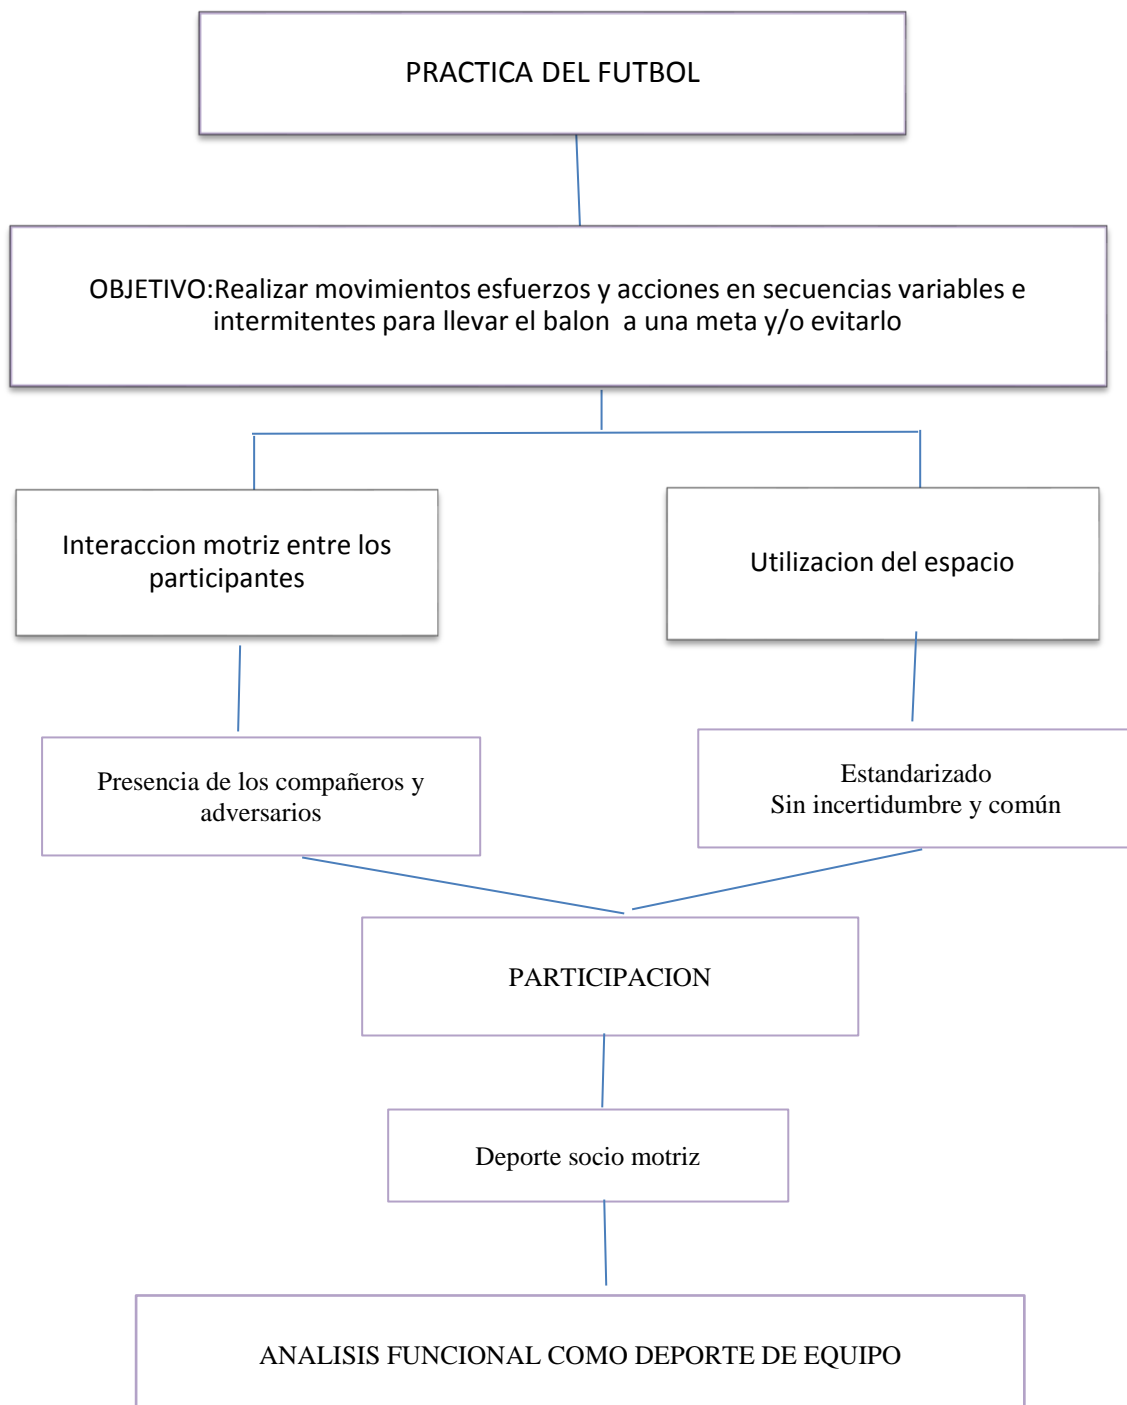 PRACTICA DEL FUTBOL
OBJETIVO:Realizar movimientos esfuerzos y acciones en secuencias variables e
intermitentes para llevar el balon a una meta y/o evitarlo
Interaccion motriz entre los
participantes
Utilizacion del espacio
Presencia de los compañeros y
adversarios
Estandarizado
Sin incertidumbre y común
PARTICIPACION
Deporte socio motriz
ANALISIS FUNCIONAL COMO DEPORTE DE EQUIPO